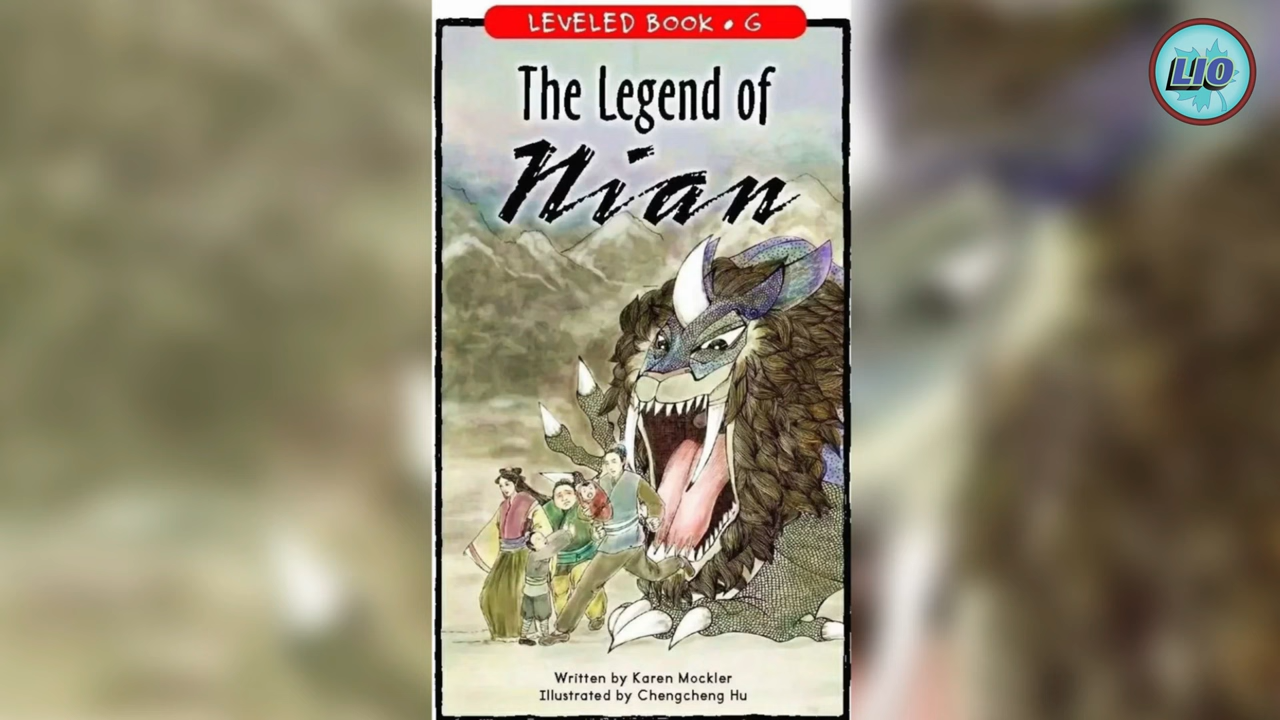 LEVELED BOOK • G
LIO
The Legend of
Nian
Written by Karen Mockler
Illustrated by Chengcheng Hu